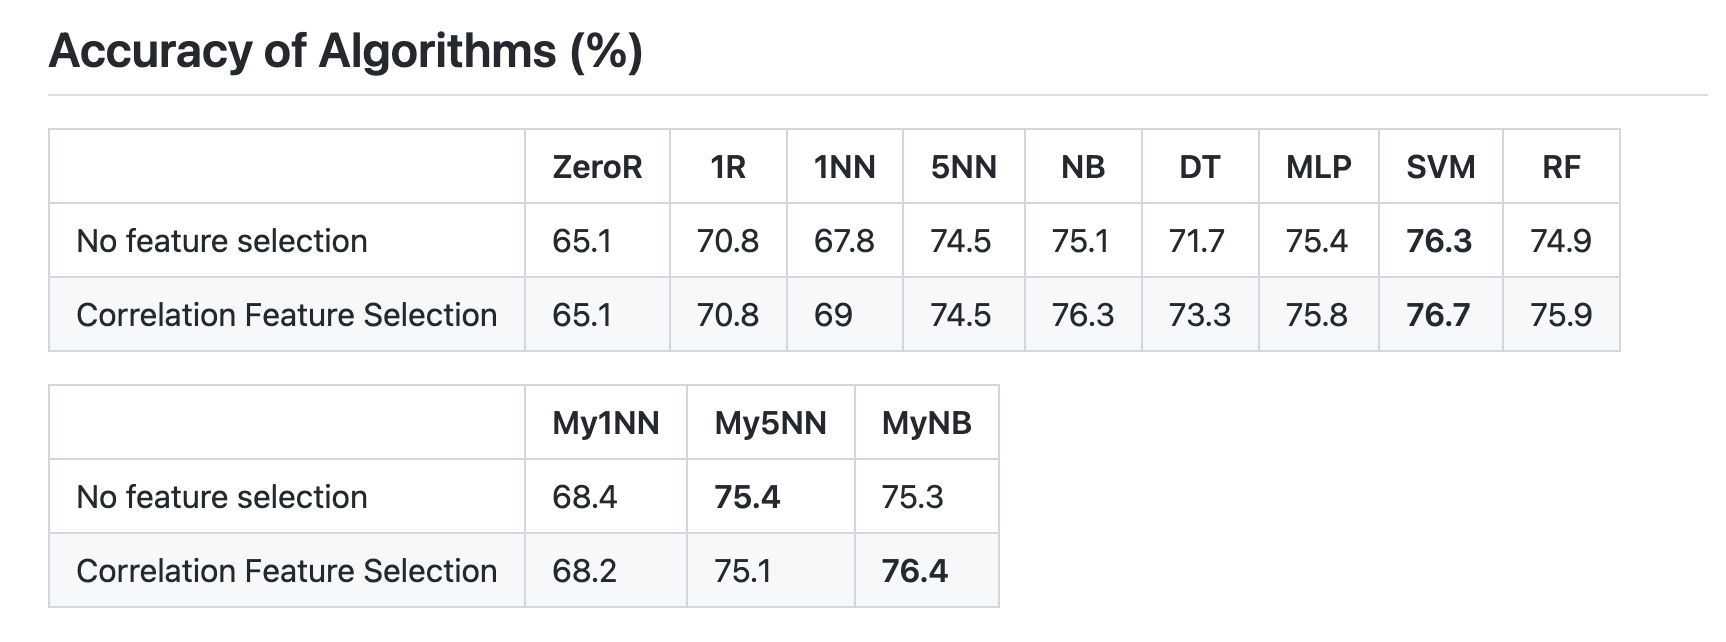 Accuracy of Algorithms (%)
ZeroR 1R 1NN 5NN NB DT MLP SVM RF
No feature selection 65.1 70.8 67.8 74.5 75.1 71.7 75.4 76.3 74.9
Correlation Feature Selection 65.1 70.8 69 74.5 76.3 73.3 75.8 76.7 75.9
My1NN My5NN MyNB
No feature selection 68.4 75.4 75.3
Correlation Feature Selection 68.2 75.1 76.4